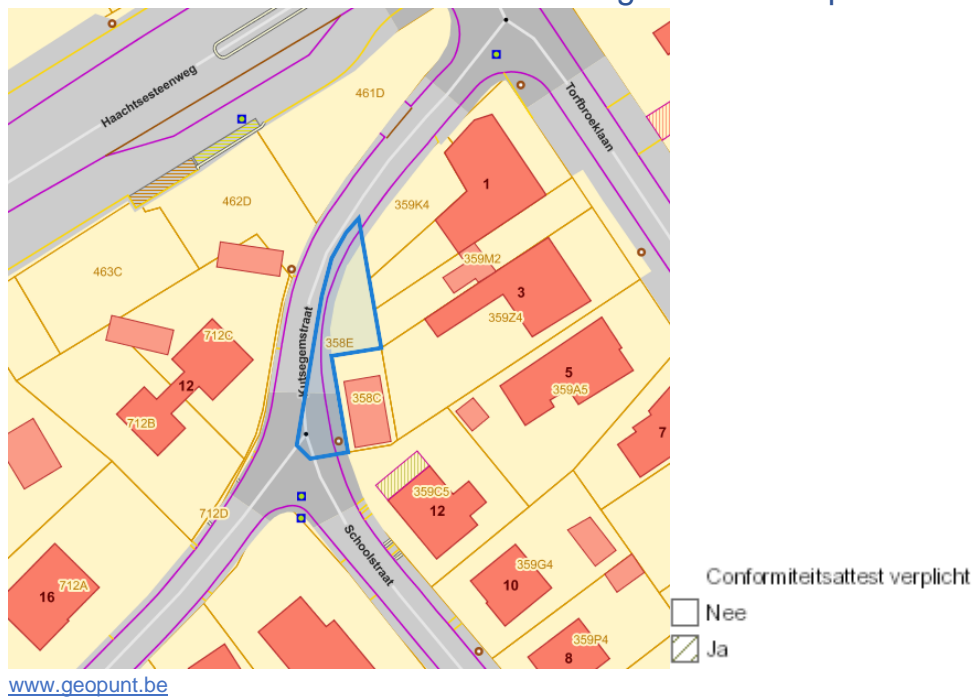 Haachtsesteenweg
Torfbroeklaan
461D
462D
359K4
1
463C
359M2
3
359Z4
712C
Kutsegemstraat
358E
5
359A5
12
358C
712B
7
359C5
12
712D
Schoolstraat
712A
16
359G4
10
359P4
8
Conformiteitsattest verplicht
Nee
Ja
www.geopunt.be